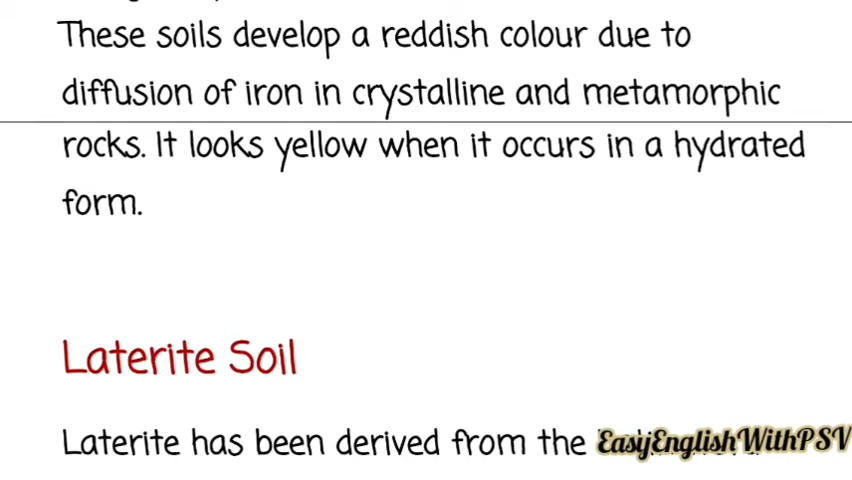 These soils develop a reddish colour due to
diffusion of iron in crystalline and metamorphic
rocks. It looks yellow when it occurs in a hydrated
form.
Laterite Soil
Laterite has been derived from the
EasyEnglishWithPSV